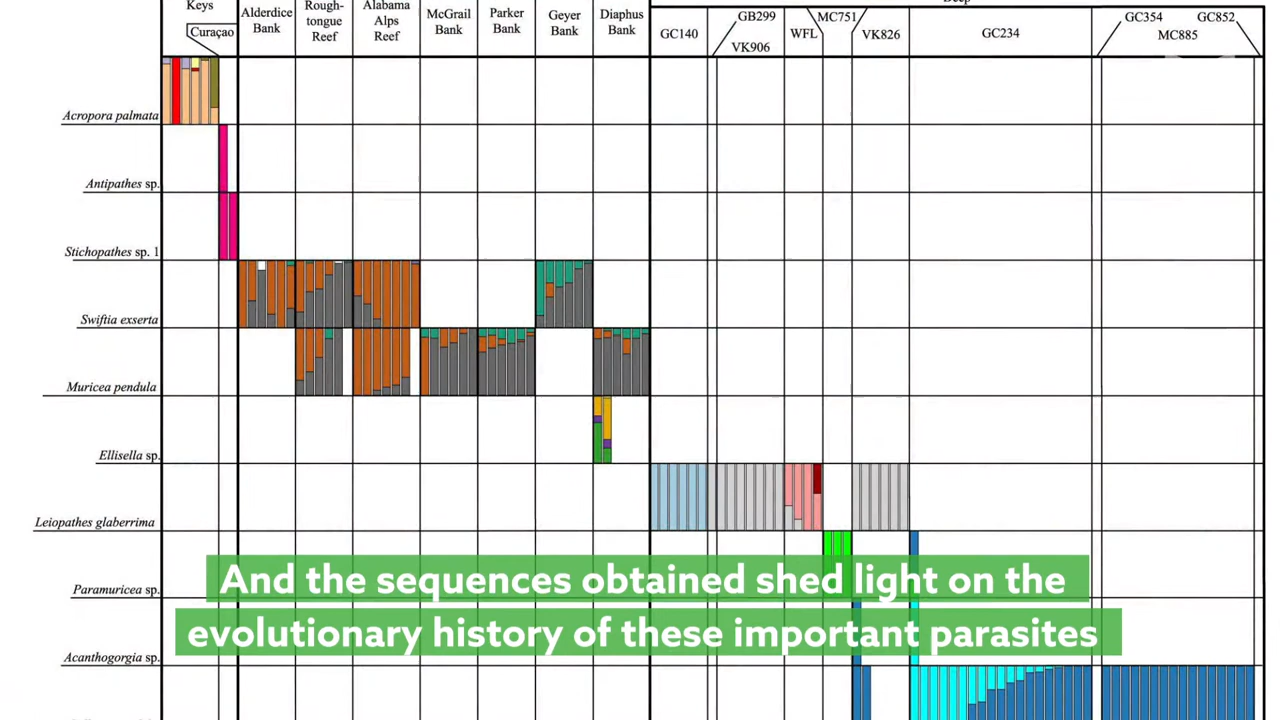 Keys
Curaçao
Alderdice Bank
Rough-
tongue
Reef
Alabama
Alps
Reef
McGrail
Bank
Parker
Bank
Geyer
Bank
Diaphus
Bank
Deep
GC140
GB299
VK906
WFL
MC751
VK826
GC234
GC354 GC852
MC885
Acropora palmata
Antipathes sp.
Stichopathes sp. 1
Swiftia exserta
Muricea pendula
Ellisella sp.
Leiopathes glaberrima
Paramuricea sp.
Acanthogorgia sp.
And the sequences obtained shed light on the
evolutionary history of these important parasites